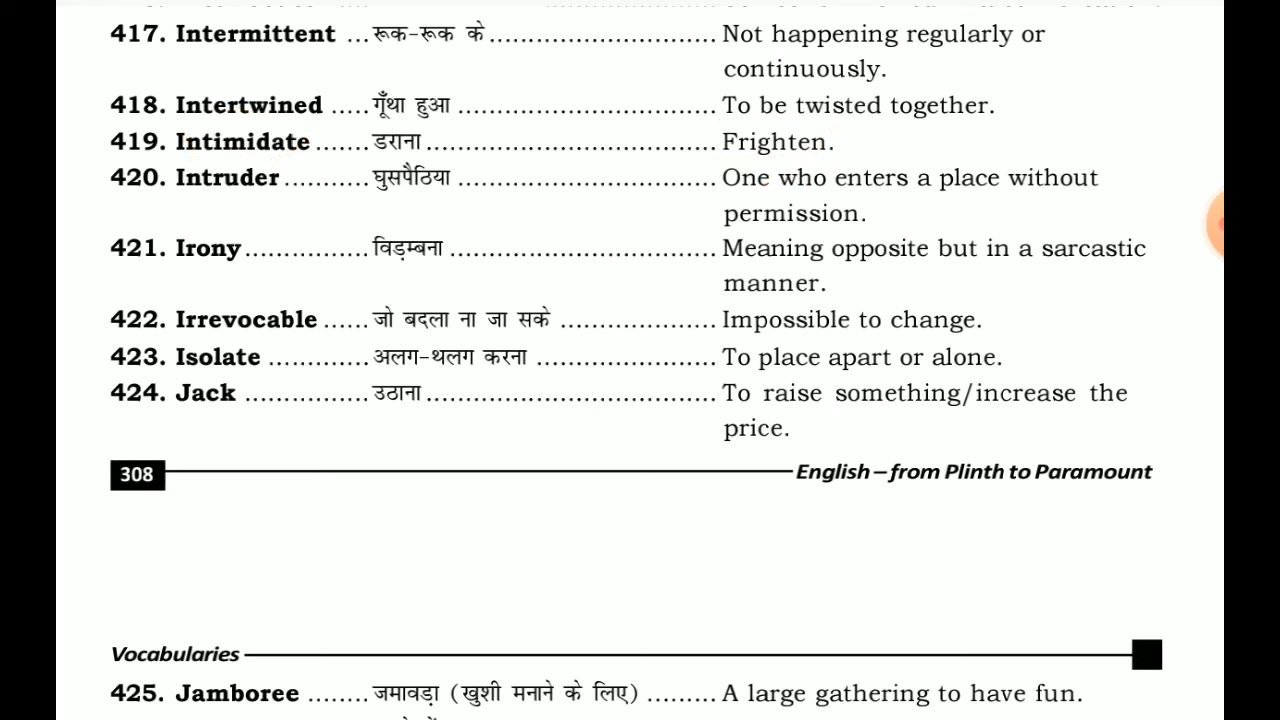 417. Intermittent ...रूक-रूक के............................. Not happening regularly or
continuously.
418. Intertwined .....गूँथा हुआ ................................. To be twisted together.
419. Intimidate .......डराना..................................... Frighten.
420. Intruder...........घुसपैठिया ................................. One who enters a place without
permission.
421. Irony................विड़म्बना .................................. Meaning opposite but in a sarcastic
manner.
422. Irrevocable ......जो बदला ना जा सके .................... Impossible to change.
423. Isolate .............अलग-थलग करना ....................... To place apart or alone.
424. Jack ................उठाना..................................... To raise something/increase the
price.
308 English – from Plinth to Paramount
Vocabularies
425. Jamboree ........जमावड़ा (खुशी मनाने के लिए) ......... A large gathering to have fun.